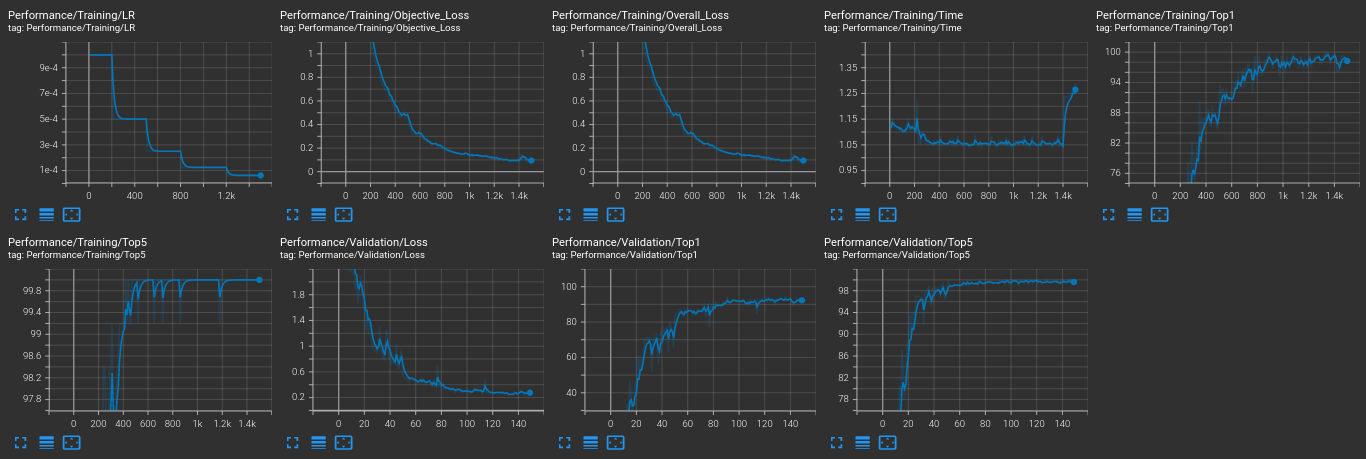 Performance/Training/LR
tag: Performance/Training/LR
9e-4
7e-4
5e-4
3e-4
1e-4
0 400 800 1.2k
Performance/Training/Objective_Loss
tag: Performance/Training/Objective_Loss
1
0.8
0.6
0.4
0.2
0
0 200 400 600 800 1k 1.2k 1.4k
Performance/Training/Overall_Loss
tag: Performance/Training/Overall_Loss
1
0.8
0.6
0.4
0.2
0
0 200 400 600 800 1k 1.2k 1.4k
Performance/Training/Time
tag: Performance/Training/Time
1.35
1.25
1.15
1.05
0.95
0 200 400 600 800 1k 1.2k 1.4k
Performance/Training/Top1
tag: Performance/Training/Top1
100
94
88
82
76
0 200 400 600 800 1k 1.2k 1.4k
Performance/Training/Top5
tag: Performance/Training/Top5
99.8
99.4
99
98.6
98.2
97.8
0 200 400 600 800 1k 1.2k 1.4k
Performance/Validation/Loss
tag: Performance/Validation/Loss
1.8
1.4
1
0.6
0.2
0 20 40 60 80 100 120 140
Performance/Validation/Top1
tag: Performance/Validation/Top1
100
80
60
40
0 20 40 60 80 100 120 140
Performance/Validation/Top5
tag: Performance/Validation/Top5
98
94
90
86
82
78
0 20 40 60 80 100 120 140